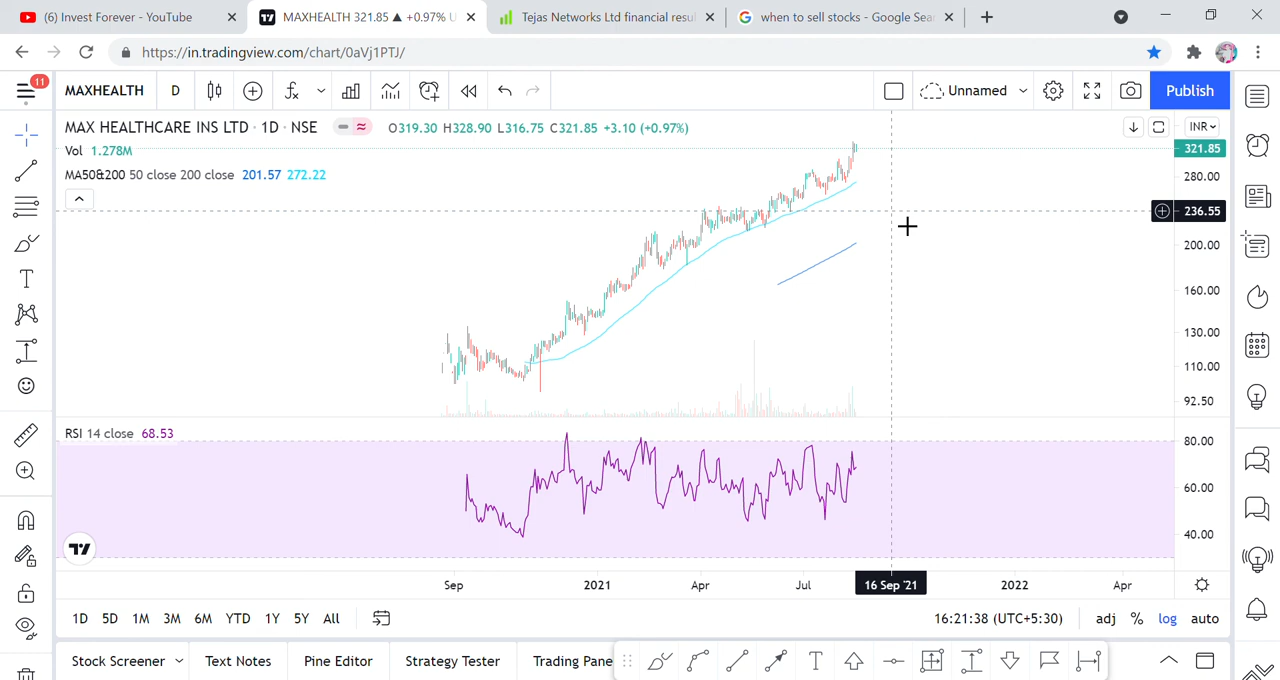 (6) Invest Forever - YouTube
MAXHEALTH 321.85 ▲ +0.97% U
Tejas Networks Ltd financial resu
when to sell stocks - Google Sea
https://in.tradingview.com/chart/0aVj1PTJ/
11
MAXHEALTH
D
Unnamed
Publish
MAX HEALTHCARE INS LTD · 1D · NSE
O319.30 H328.90 L316.75 C321.85 +3.10 (+0.97%)
INR
Vol 1.278M
321.85
MA50&200 50 close 200 close 201.57 272.22
280.00
236.55
200.00
160.00
130.00
110.00
92.50
RSI 14 close 68.53
80.00
60.00
40.00
Sep
2021
Apr
Jul
16 Sep '21
2022
Apr
1D 5D 1M 3M 6M YTD 1Y 5Y All
16:21:38 (UTC+5:30)
adj % log auto
Stock Screener
Text Notes
Pine Editor
Strategy Tester
Trading Pane